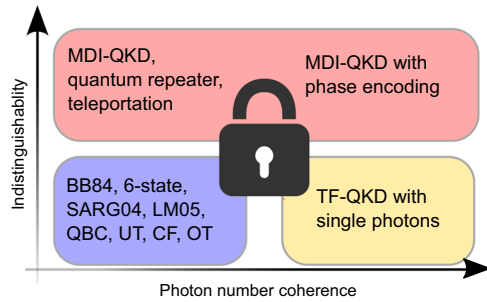 Indistinguishablity
MDI-QKD,
quantum repeater,
teleportation
MDI-QKD with
phase encoding
BB84, 6-state,
SARG04, LM05,
QBC, UT, CF, OT
TF-QKD with
single photons
Photon number coherence